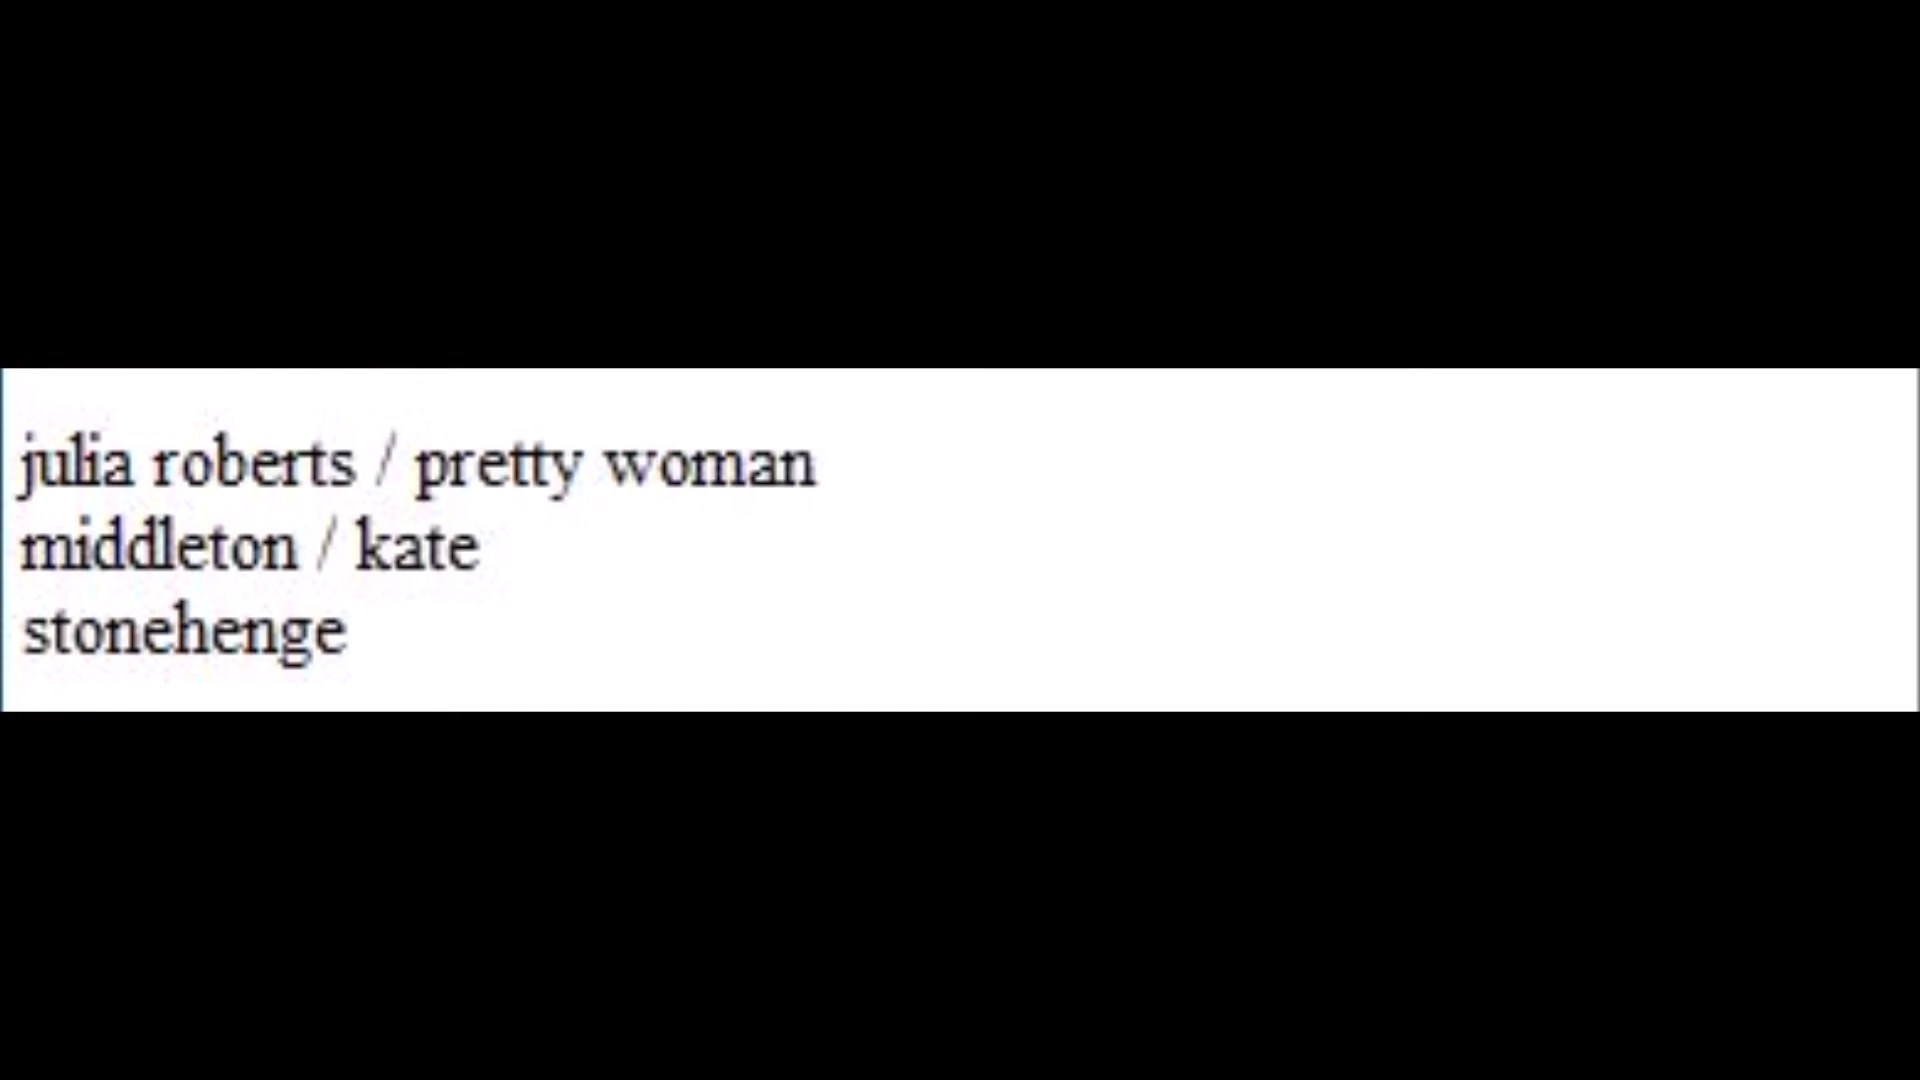 julia roberts / pretty woman
middleton / kate
stonehenge